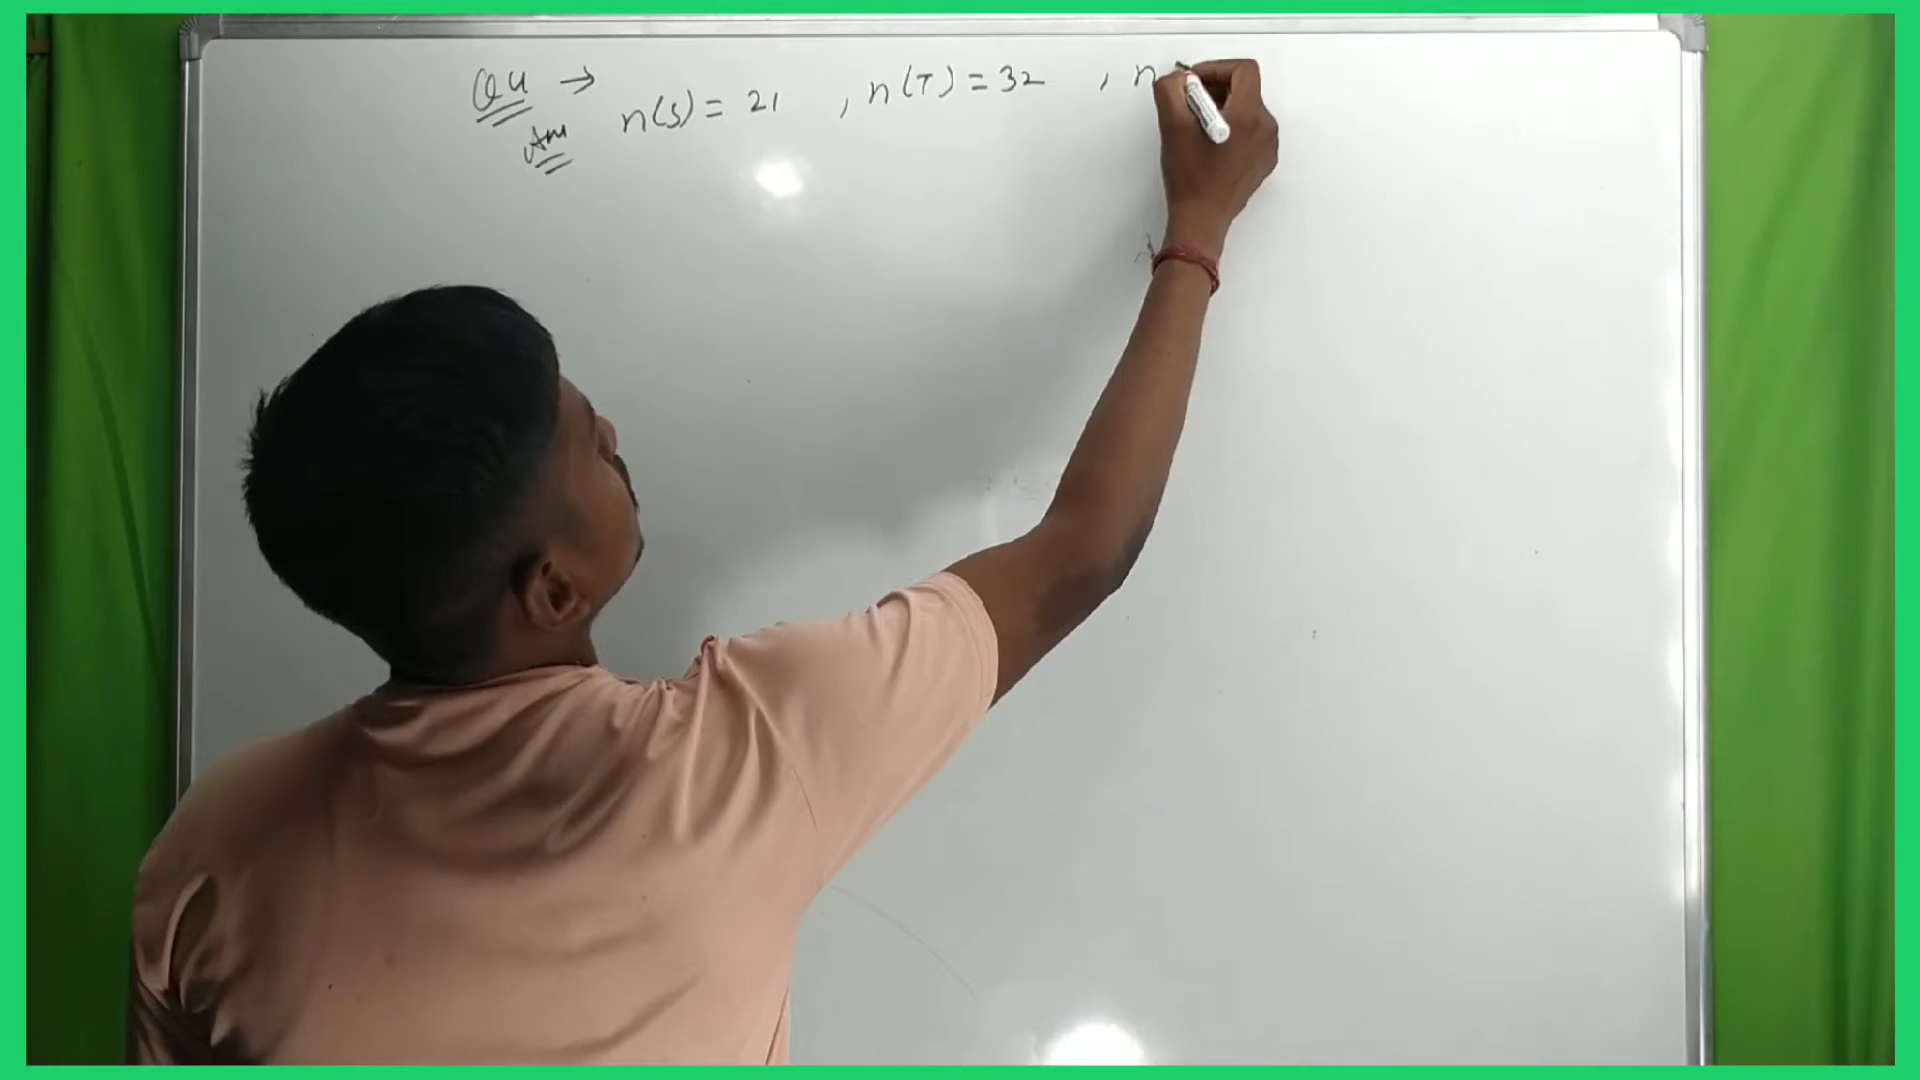 Q4 → n(S) = 21 , n(T) = 32 , n
Ans